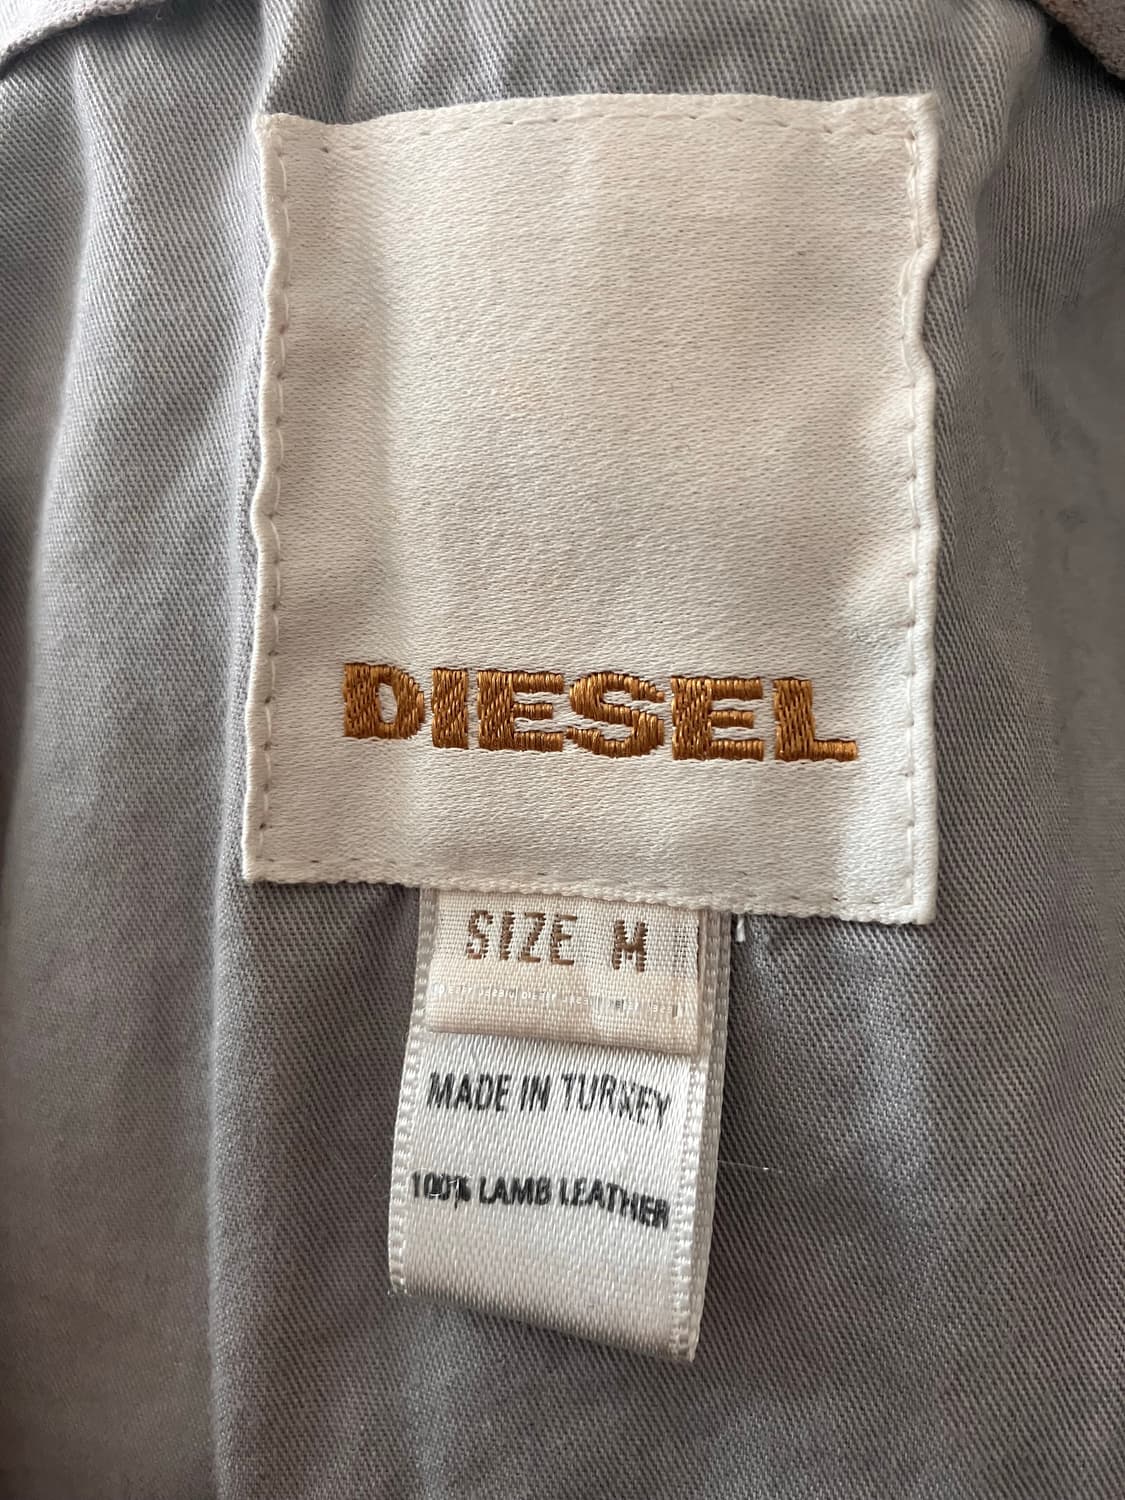 DIESEL
SIZE M
MADE IN TURKEY
100% LAMB LEATHER